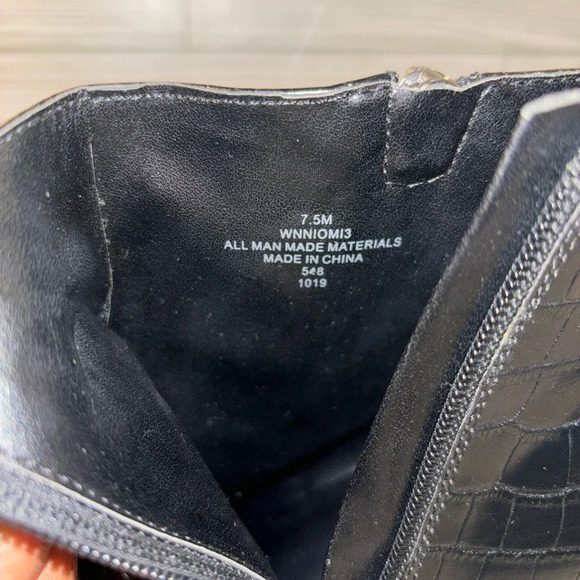 7.5M
WNNIOMI3
ALL MAN MADE MATERIALS
MADE IN CHINA
548
1019